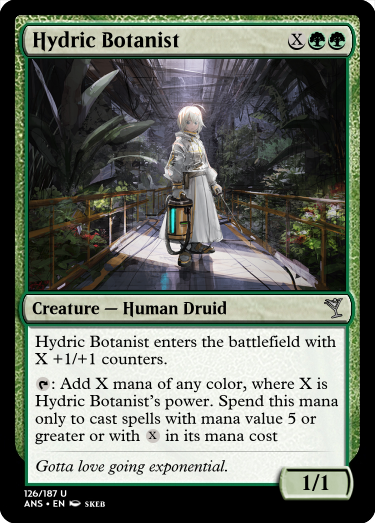 Hydric Botanist X
Creature — Human Druid
Hydric Botanist enters the battlefield with
X +1/+1 counters.
: Add X mana of any color, where X is
Hydric Botanist's power. Spend this mana
only to cast spells with mana value 5 or
greater or with X in its mana cost
Gotta love going exponential.
1/1
126/187 U
ANS • EN SKEB